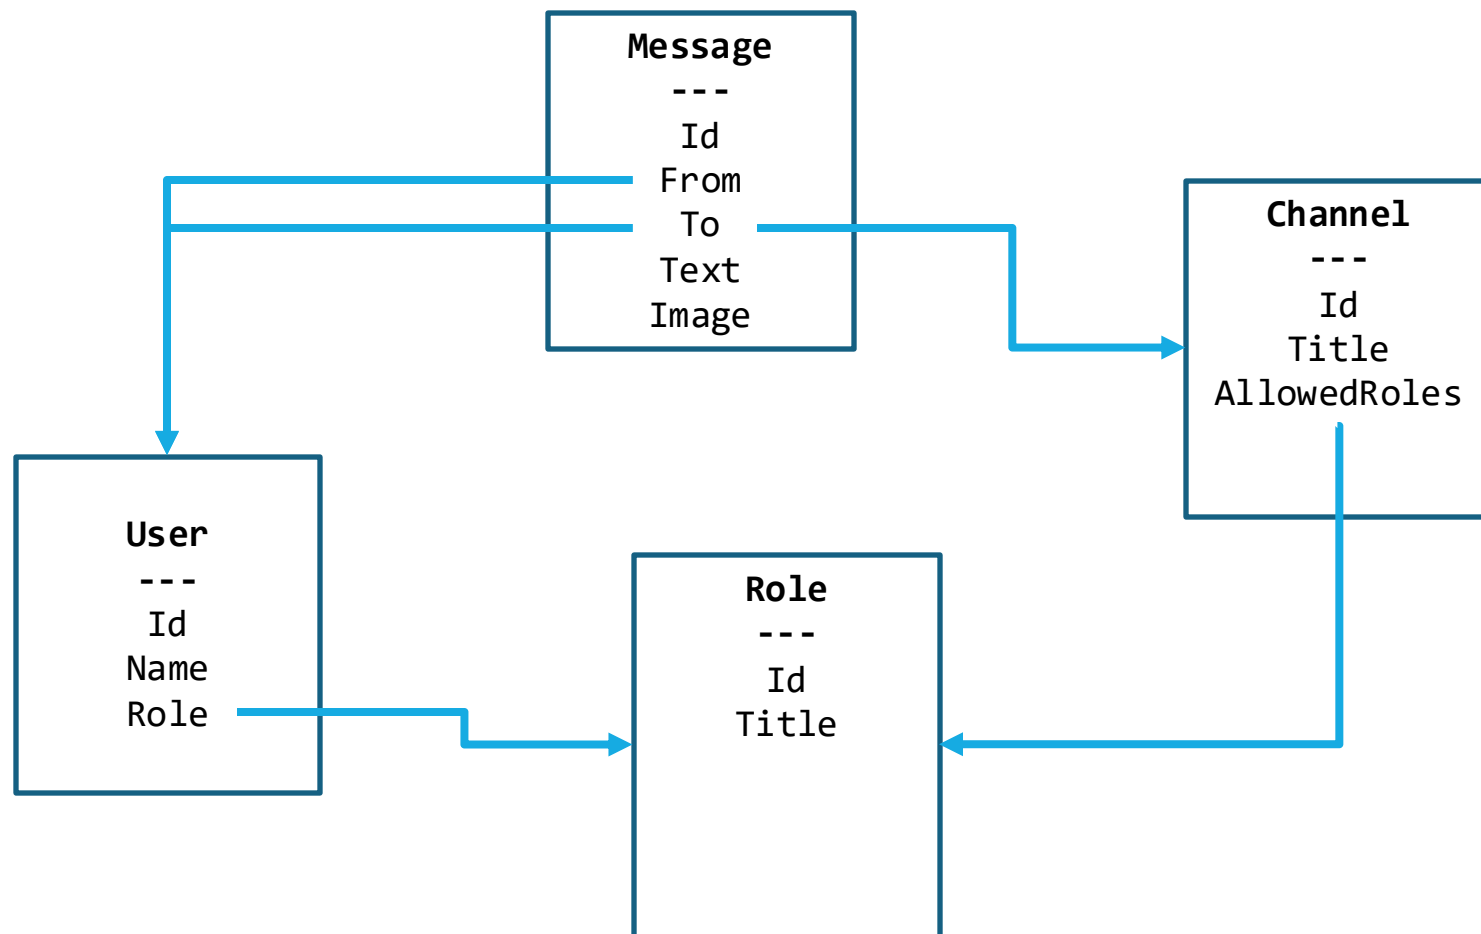 Message
---
Id
From
To
Text
Image
Channel
---
Id
Title
AllowedRoles
User
---
Id
Name
Role
Role
---
Id
Title